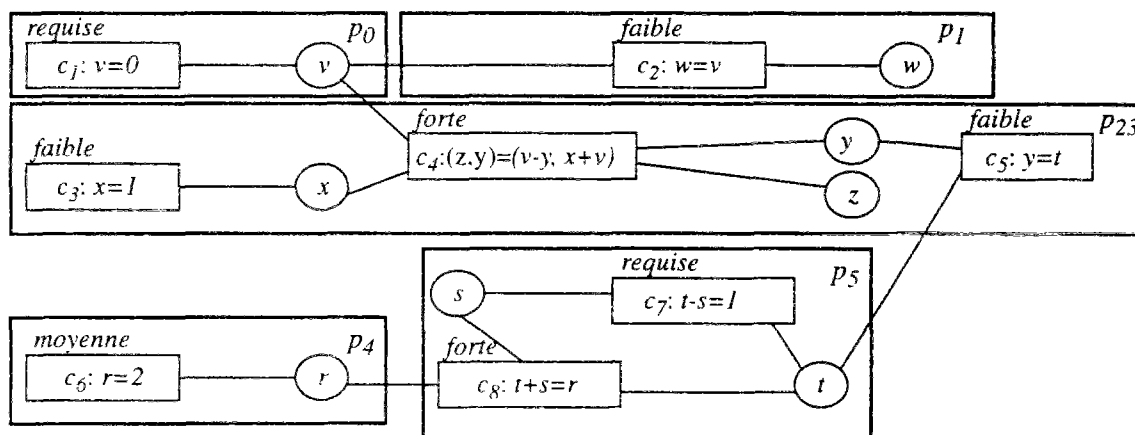 requise p0 faible p1
c1: v=0 v c2: w=v w
forte faible p23
faible c4:(z,y)=(v-y, x+v) y c5: y=t
c3: x=1 x z
requise p5
s c7: t-s=1
moyenne p4 forte
c6: r=2 r c8: t+s=r t